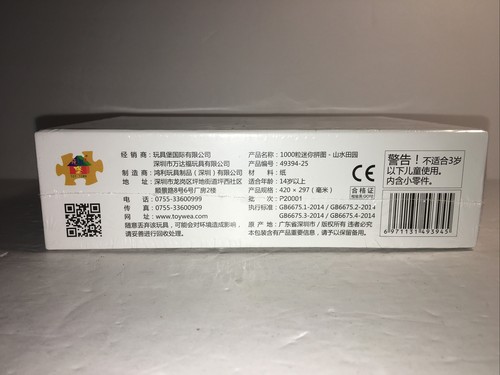 经 销 商：玩具堡国际有限公司
深圳市万达福玩具有限公司
制 造 商：鸿利玩具制品（深圳）有限公司
地 址：深圳市龙岗区坪地街道坪西社区
顺景路8号6号厂房2楼
电 话：0755-33600999
传 真：0755-33600909
网 址：www.toywea.com
随意丢弃该玩具，可能会对环境造成影响，
请妥善进行回收处理。
产品名称：1000粒迷你拼图 - 山水田园
产品编号：49394-25
材 料：纸
适合年龄：14岁以上
产品规格：420 × 297（毫米）
批 次：P20001
执行标准：GB6675.1-2014 / GB6675.2-2014
GB6675.3-2014 / GB6675.4-2014
原 产 地：广东省深圳市 / 版权所有 违者必究
本包装含有产品重要信息，请予以保留备用。
合格证
警告！不适合3岁
以下儿童使用。
内含小零件。
6 971131 493945